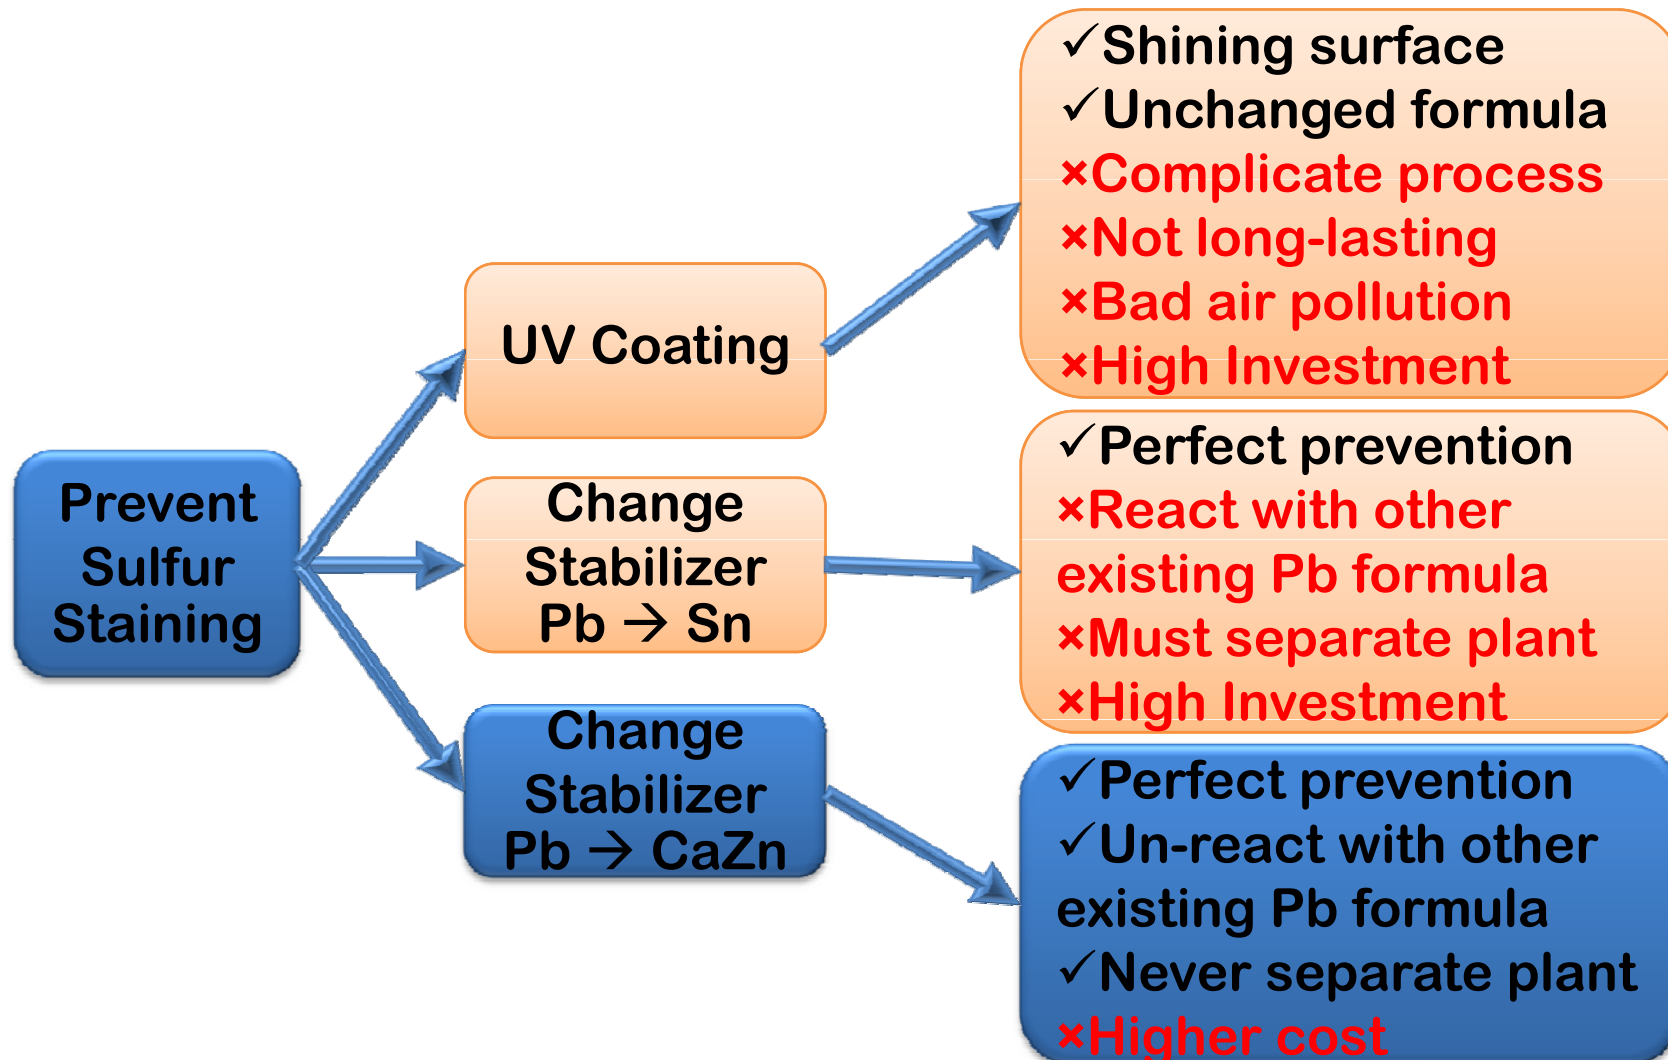 Prevent
Sulfur
Staining
UV Coating
Change
Stabilizer
Pb → Sn
Change
Stabilizer
Pb → CaZn
✓Shining surface
✓Unchanged formula
×Complicate process
×Not long-lasting
×Bad air pollution
×High Investment
✓Perfect prevention
×React with other
existing Pb formula
×Must separate plant
×High Investment
✓Perfect prevention
✓Un-react with other
existing Pb formula
✓Never separate plant
×Higher cost